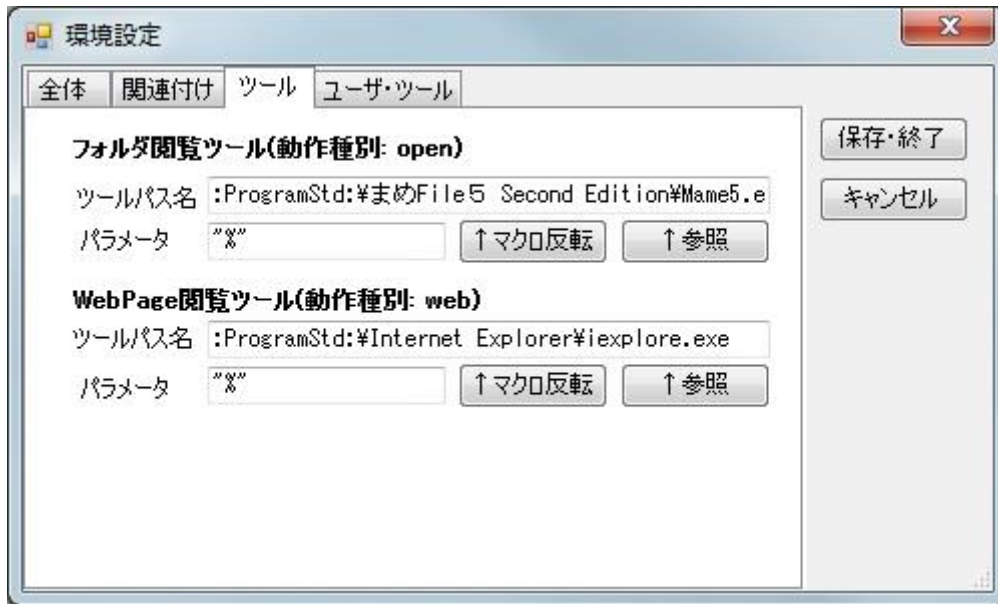 環境設定
全体 関連付け ツール ユーザ・ツール
フォルダ閲覧ツール(動作種別: open)
保存・終了
ツールパス名 :ProgramStd:¥まめFile５ Second Edition¥Mame5.e
キャンセル
パラメータ "%" ↑マクロ反転 ↑参照
WebPage閲覧ツール(動作種別: web)
ツールパス名 :ProgramStd:¥Internet Explorer¥iexplore.exe
パラメータ "%" ↑マクロ反転 ↑参照